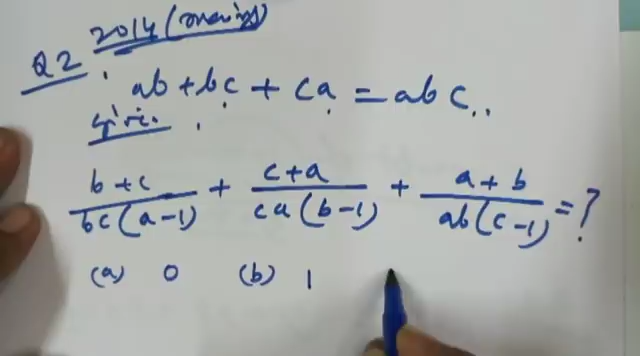 2014 (morning)
Q2.
ab + bc + ca = abc..
given.
b+c/bc(a-1) + c+a/ca(b-1) + a+b/ab(c-1) = ?
(a) 0 (b) 1